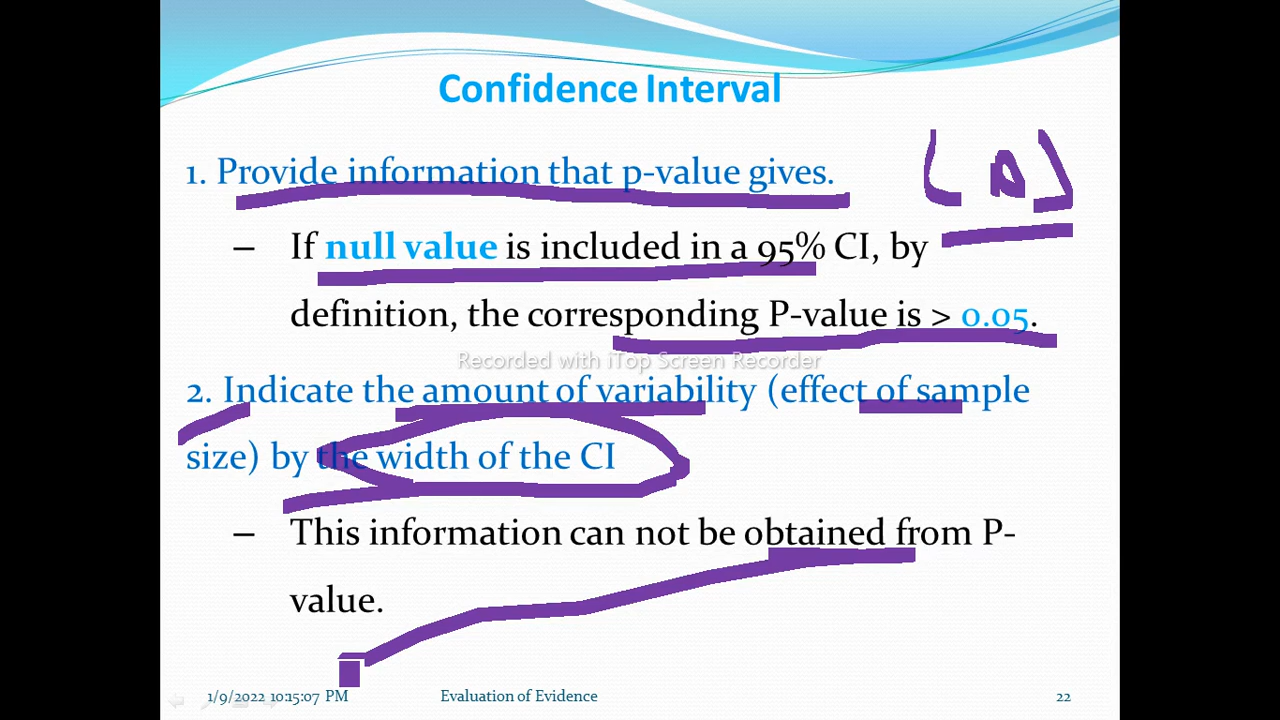 Confidence Interval
1. Provide information that p-value gives.
– If null value is included in a 95% CI, by
definition, the corresponding P-value is > 0.05.
Recorded with iTop Screen Recorder
2. Indicate the amount of variability (effect of sample
size) by the width of the CI
– This information can not be obtained from P-
value.
1/9/2022 10:15:07 PM Evaluation of Evidence 22